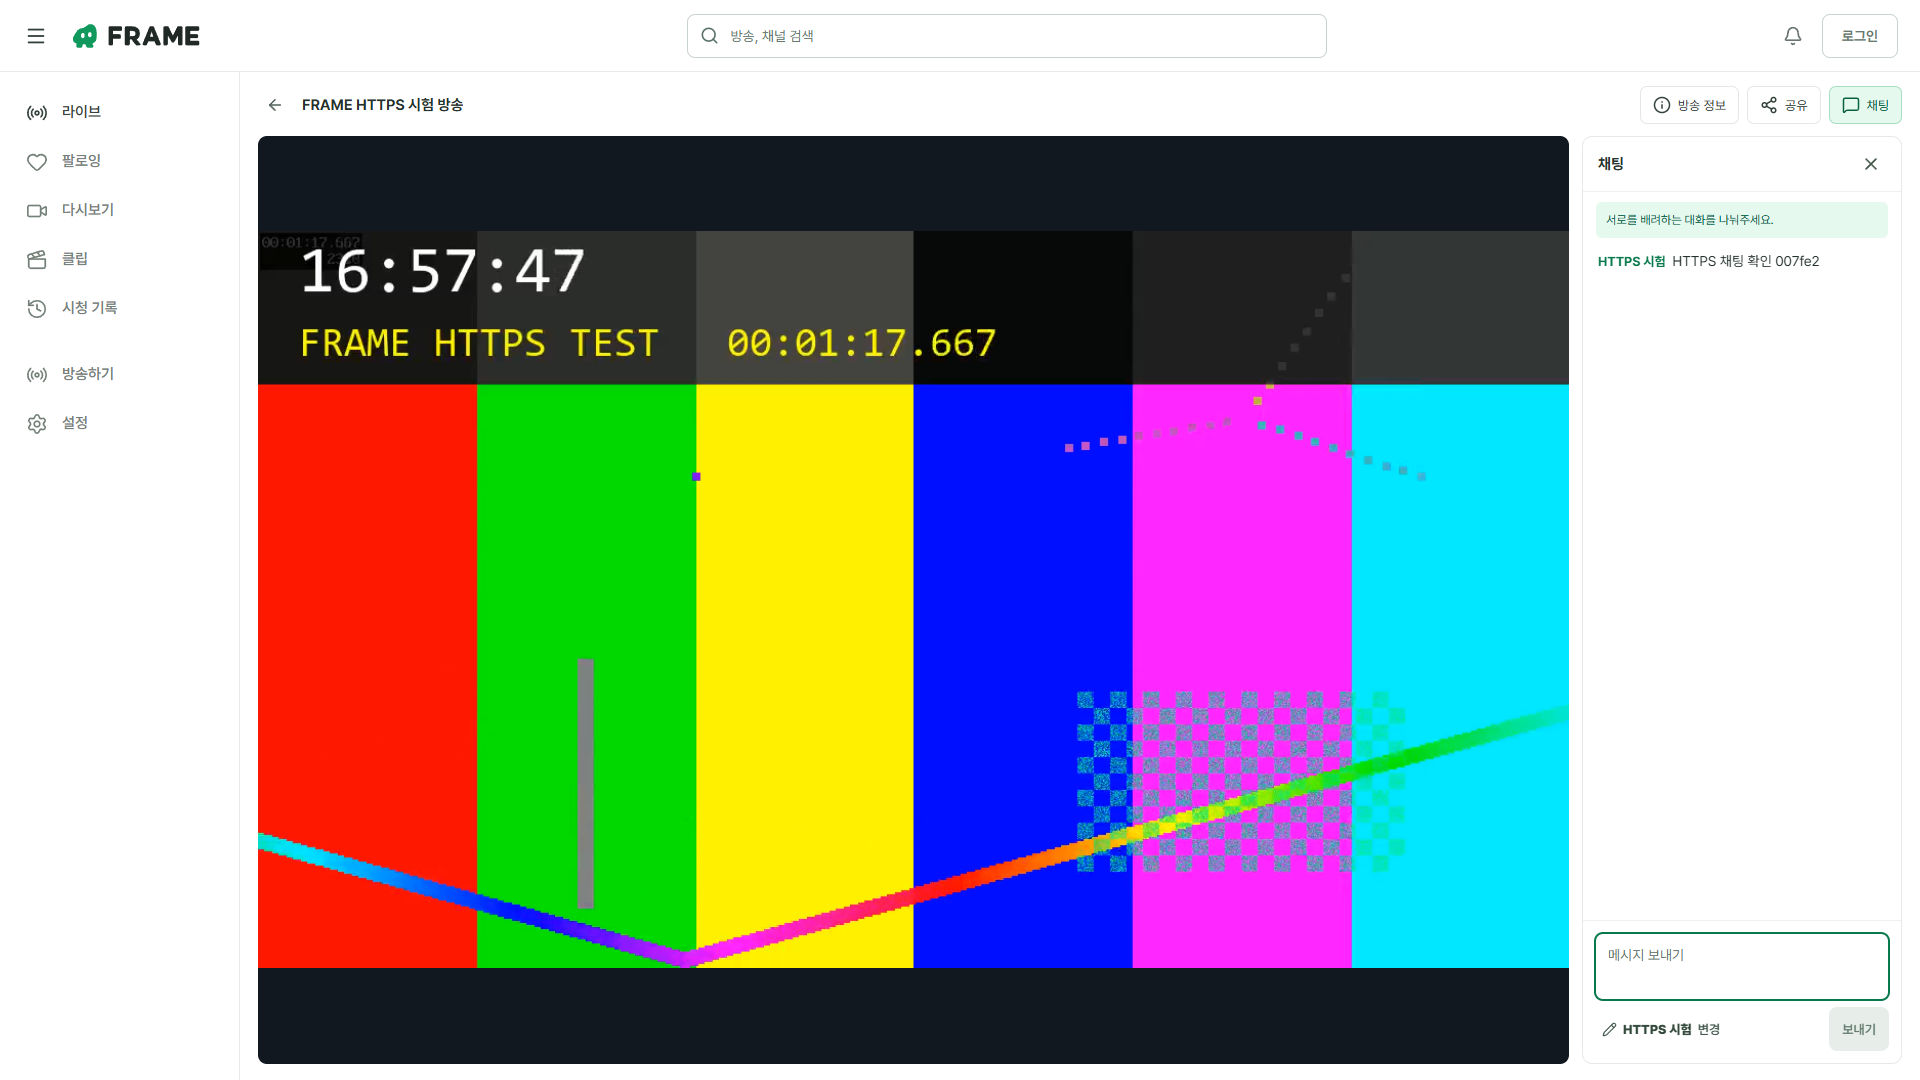 FRAME
방송, 채널 검색
로그인
라이브
팔로잉
다시보기
클립
시청 기록
방송하기
설정
FRAME HTTPS 시험 방송
방송 정보
공유
채팅
00:01:17.667
16:57:47
FRAME HTTPS TEST 00:01:17.667
채팅
서로를 배려하는 대화를 나눠주세요.
HTTPS 시험 HTTPS 채팅 확인 007fe2
메시지 보내기
HTTPS 시험 변경
보내기